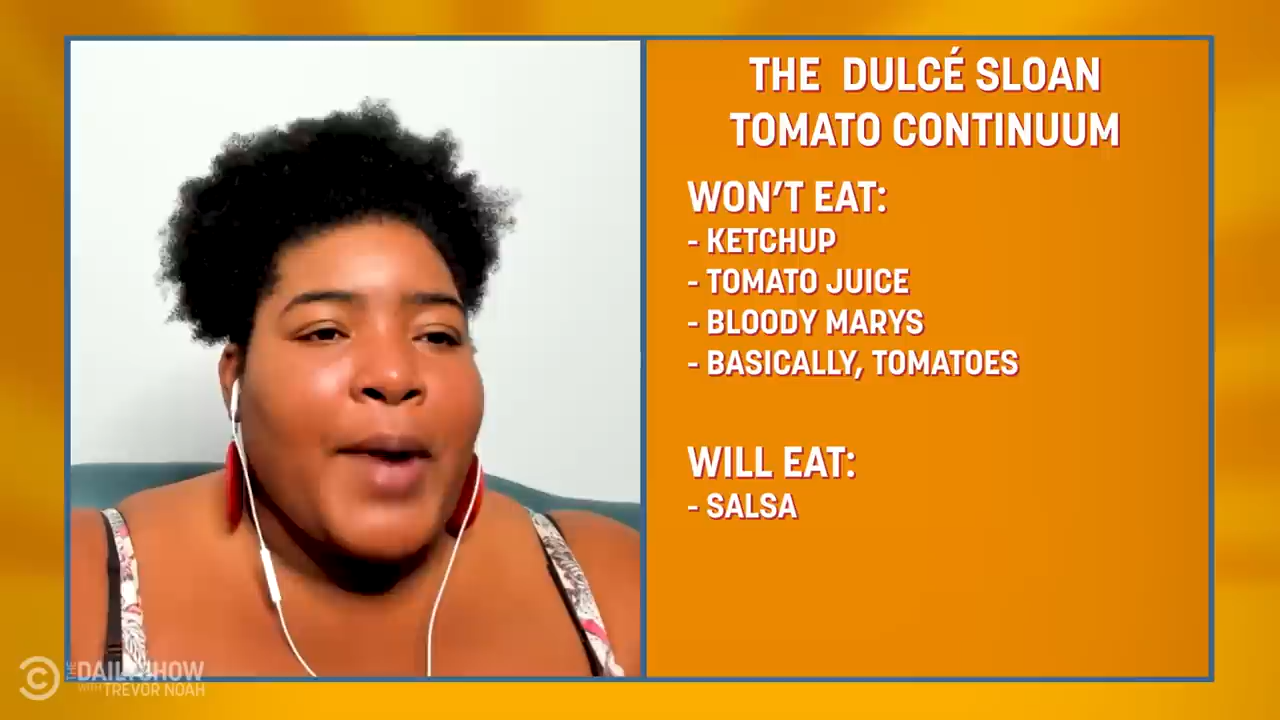 THE DULCÉ SLOAN
TOMATO CONTINUUM
WON'T EAT:
- KETCHUP
- TOMATO JUICE
- BLOODY MARYS
- BASICALLY, TOMATOES
WILL EAT:
- SALSA
THE DAILY SHOW
WITH TREVOR NOAH